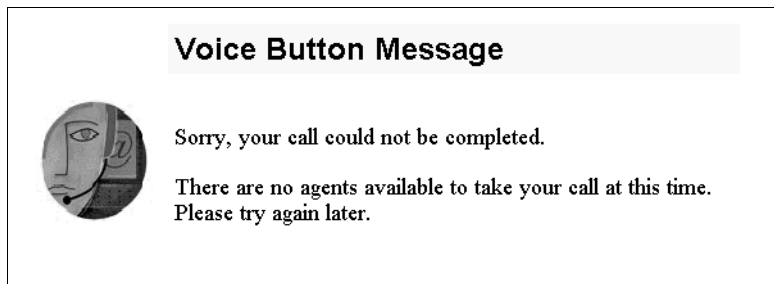 Voice Button Message
@
Sorry, your call could not be completed.
There are no agents available to take your call at this time.
Please try again later.